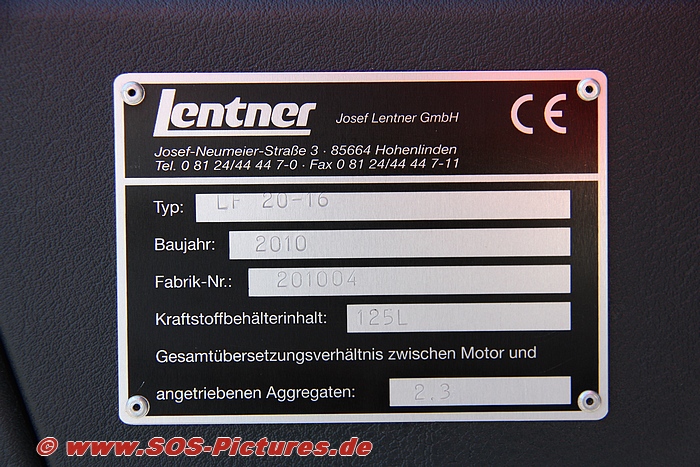 Lentner Josef Lentner GmbH CE
Josef-Neumeier-Straße 3 · 85664 Hohenlinden
Tel. 0 81 24/44 44 7-0 · Fax 0 81 24/44 44 7-11
Typ: LF 20-16
Baujahr: 2010
Fabrik-Nr.: 201004
Kraftstoffbehälterinhalt: 125L
Gesamtübersetzungsverhältnis zwischen Motor und
angetriebenen Aggregaten: 2.3
© www.SOS-Pictures.de